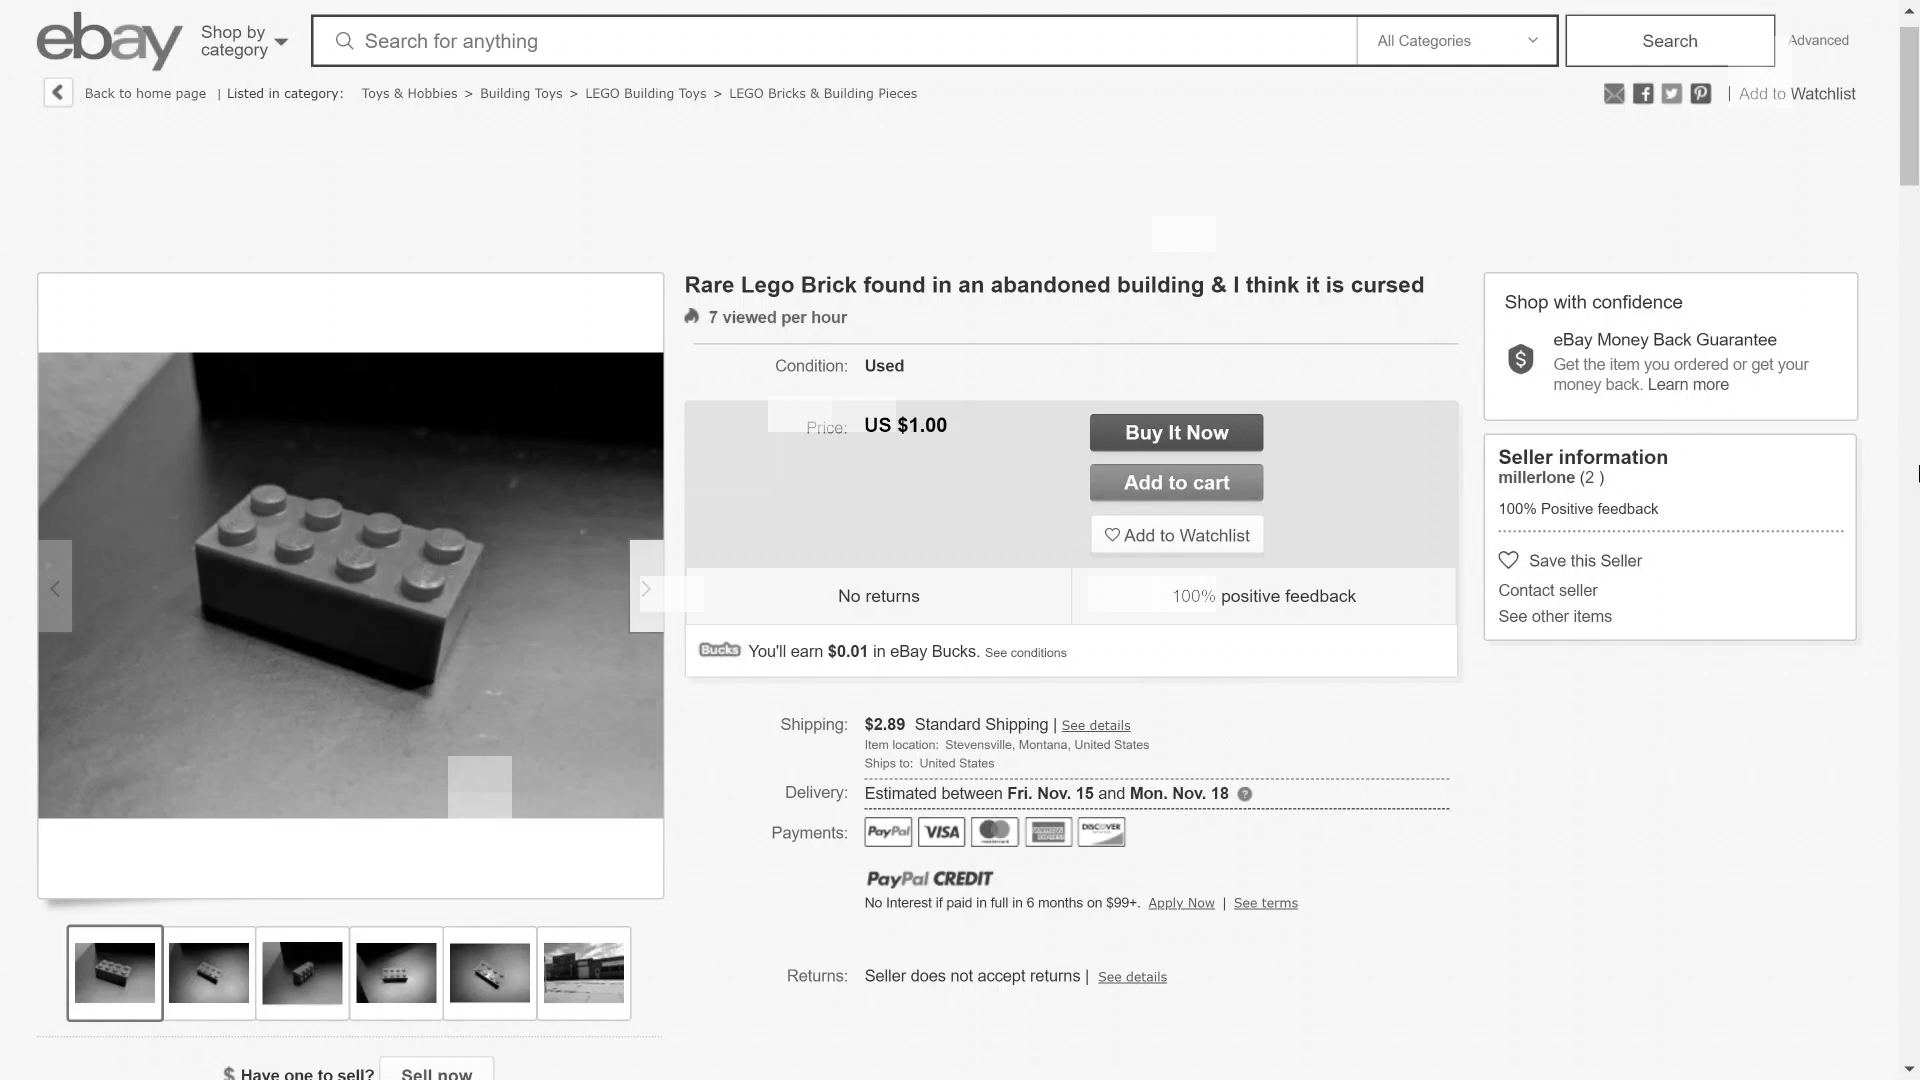 ebay
Shop by
category
Search for anything
All Categories
Search
Advanced
Back to home page | Listed in category: Toys & Hobbies > Building Toys > LEGO Building Toys > LEGO Bricks & Building Pieces
| Add to Watchlist
Rare Lego Brick found in an abandoned building & I think it is cursed
7 viewed per hour
Condition: Used
Price: US $1.00
Buy It Now
Add to cart
Add to Watchlist
No returns
100% positive feedback
Bucks You'll earn $0.01 in eBay Bucks. See conditions
Shipping: $2.89 Standard Shipping | See details
Item location: Stevensville, Montana, United States
Ships to: United States
Delivery: Estimated between Fri. Nov. 15 and Mon. Nov. 18 ?
Payments: PayPal VISA DISCOVER
PayPal CREDIT
No Interest if paid in full in 6 months on $99+. Apply Now | See terms
Returns: Seller does not accept returns | See details
Shop with confidence
eBay Money Back Guarantee
Get the item you ordered or get your
money back. Learn more
Seller information
millerlone (2 )
100% Positive feedback
Save this Seller
Contact seller
See other items
$ Have one to sell? Sell now